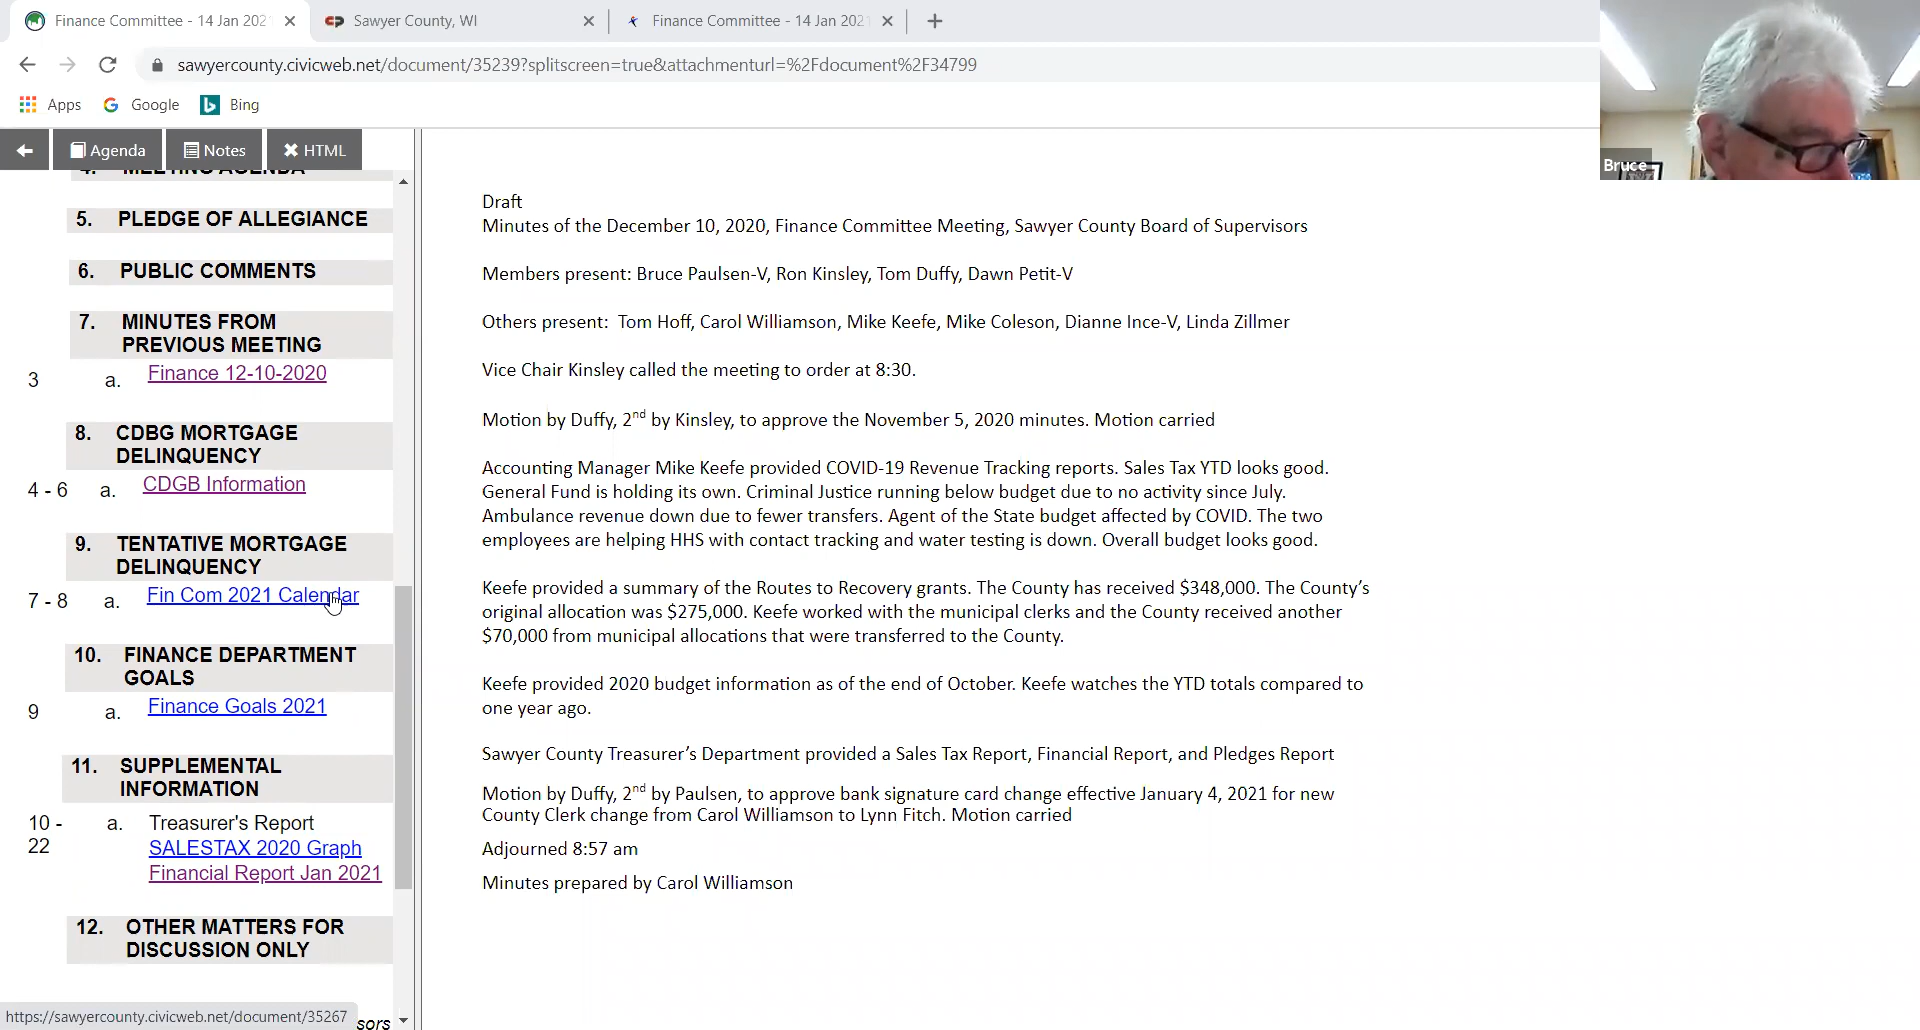 Finance Committee - 14 Jan 202
Sawyer County, WI
Finance Committee - 14 Jan 202
sawyercounty.civicweb.net/document/35239?splitscreen=true&attachmenturl=%2Fdocument%2F34799
Apps
Google
Bing
Bruce
Agenda
Notes
HTML
4. MEETING AGENDA
5. PLEDGE OF ALLEGIANCE
6. PUBLIC COMMENTS
7. MINUTES FROM
PREVIOUS MEETING
3 a. Finance 12-10-2020
8. CDBG MORTGAGE
DELINQUENCY
4 - 6 a. CDGB Information
9. TENTATIVE MORTGAGE
DELINQUENCY
7 - 8 a. Fin Com 2021 Calendar
10. FINANCE DEPARTMENT
GOALS
9 a. Finance Goals 2021
11. SUPPLEMENTAL
INFORMATION
10 - 22 a. Treasurer's Report
SALESTAX 2020 Graph
Financial Report Jan 2021
12. OTHER MATTERS FOR
DISCUSSION ONLY
https://sawyercounty.civicweb.net/document/35267
sors
Draft
Minutes of the December 10, 2020, Finance Committee Meeting, Sawyer County Board of Supervisors
Members present: Bruce Paulsen-V, Ron Kinsley, Tom Duffy, Dawn Petit-V
Others present: Tom Hoff, Carol Williamson, Mike Keefe, Mike Coleson, Dianne Ince-V, Linda Zillmer
Vice Chair Kinsley called the meeting to order at 8:30.
Motion by Duffy, 2nd by Kinsley, to approve the November 5, 2020 minutes. Motion carried
Accounting Manager Mike Keefe provided COVID-19 Revenue Tracking reports. Sales Tax YTD looks good.
General Fund is holding its own. Criminal Justice running below budget due to no activity since July.
Ambulance revenue down due to fewer transfers. Agent of the State budget affected by COVID. The two
employees are helping HHS with contact tracking and water testing is down. Overall budget looks good.
Keefe provided a summary of the Routes to Recovery grants. The County has received $348,000. The County’s
original allocation was $275,000. Keefe worked with the municipal clerks and the County received another
$70,000 from municipal allocations that were transferred to the County.
Keefe provided 2020 budget information as of the end of October. Keefe watches the YTD totals compared to
one year ago.
Sawyer County Treasurer’s Department provided a Sales Tax Report, Financial Report, and Pledges Report
Motion by Duffy, 2nd by Paulsen, to approve bank signature card change effective January 4, 2021 for new
County Clerk change from Carol Williamson to Lynn Fitch. Motion carried
Adjourned 8:57 am
Minutes prepared by Carol Williamson